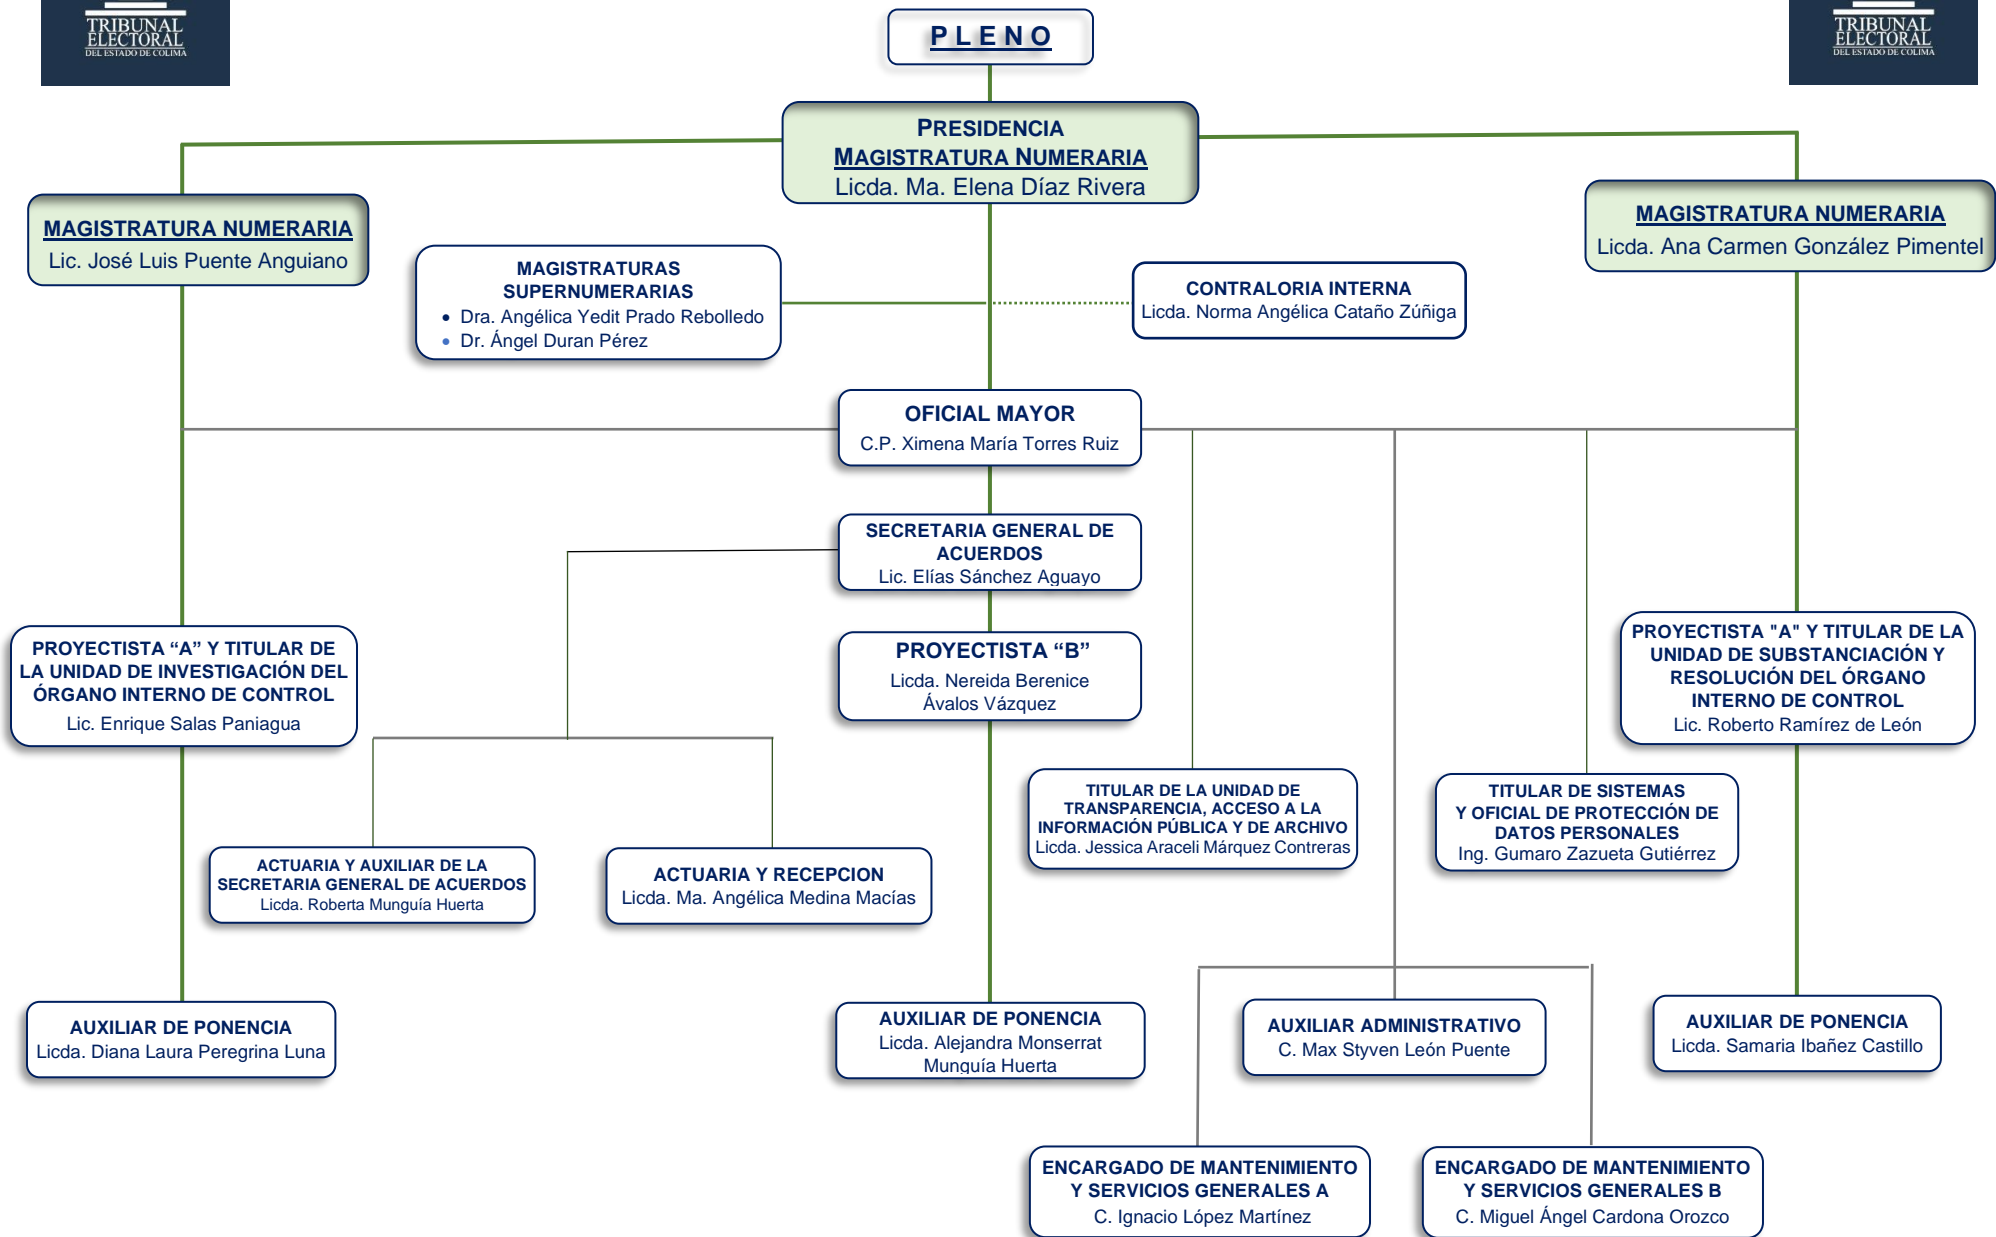 TRIBUNAL
ELECTORAL
DEL ESTADO DE COLIMA
P L E N O
TRIBUNAL
ELECTORAL
DEL ESTADO DE COLIMA
PRESIDENCIA
MAGISTRATURA NUMERARIA
Licda. Ma. Elena Díaz Rivera
MAGISTRATURA NUMERARIA
Lic. José Luis Puente Anguiano
MAGISTRATURA NUMERARIA
Licda. Ana Carmen González Pimentel
MAGISTRATURAS
SUPERNUMERARIAS
• Dra. Angélica Yedit Prado Rebolledo
• Dr. Ángel Duran Pérez
CONTRALORIA INTERNA
Licda. Norma Angélica Cataño Zúñiga
OFICIAL MAYOR
C.P. Ximena María Torres Ruiz
SECRETARIA GENERAL DE
ACUERDOS
Lic. Elías Sánchez Aguayo
PROYECTISTA “A” Y TITULAR DE
LA UNIDAD DE INVESTIGACIÓN DEL
ÓRGANO INTERNO DE CONTROL
Lic. Enrique Salas Paniagua
PROYECTISTA “B”
Licda. Nereida Berenice
Ávalos Vázquez
PROYECTISTA "A" Y TITULAR DE LA
UNIDAD DE SUBSTANCIACIÓN Y
RESOLUCIÓN DEL ÓRGANO
INTERNO DE CONTROL
Lic. Roberto Ramírez de León
TITULAR DE LA UNIDAD DE
TRANSPARENCIA, ACCESO A LA
INFORMACIÓN PÚBLICA Y DE ARCHIVO
Licda. Jessica Araceli Márquez Contreras
TITULAR DE SISTEMAS
Y OFICIAL DE PROTECCIÓN DE
DATOS PERSONALES
Ing. Gumaro Zazueta Gutiérrez
ACTUARIA Y AUXILIAR DE LA
SECRETARIA GENERAL DE ACUERDOS
Licda. Roberta Munguía Huerta
ACTUARIA Y RECEPCION
Licda. Ma. Angélica Medina Macías
AUXILIAR DE PONENCIA
Licda. Diana Laura Peregrina Luna
AUXILIAR DE PONENCIA
Licda. Alejandra Monserrat
Munguía Huerta
AUXILIAR ADMINISTRATIVO
C. Max Styven León Puente
AUXILIAR DE PONENCIA
Licda. Samaria Ibañez Castillo
ENCARGADO DE MANTENIMIENTO
Y SERVICIOS GENERALES A
C. Ignacio López Martínez
ENCARGADO DE MANTENIMIENTO
Y SERVICIOS GENERALES B
C. Miguel Ángel Cardona Orozco